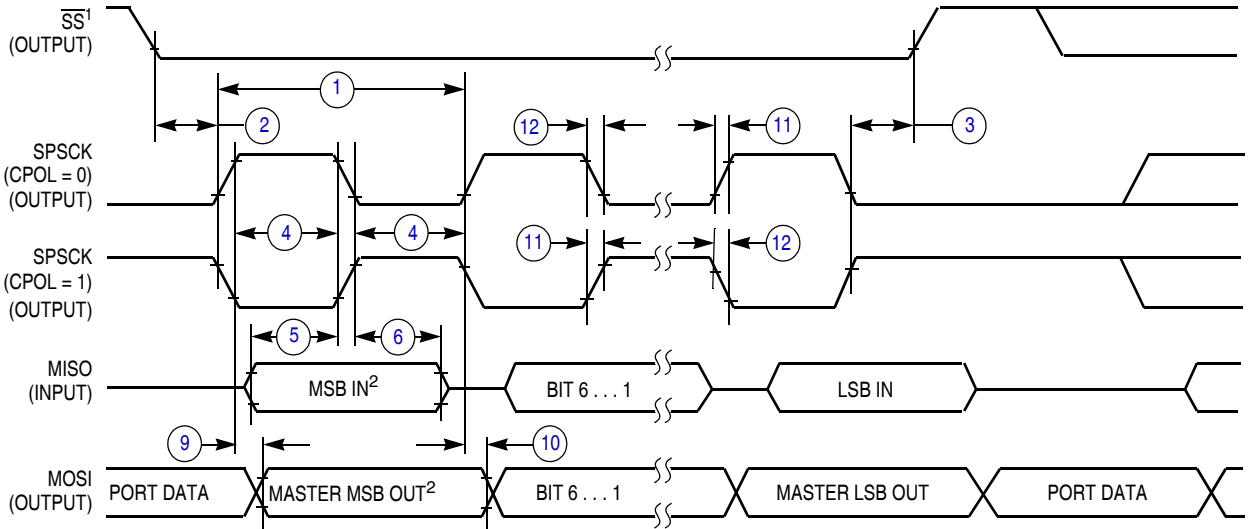 SS1
(OUTPUT)
1
2
12
11
3
SPSCK
(CPOL = 0)
(OUTPUT)
4
4
11
12
SPSCK
(CPOL = 1)
(OUTPUT)
5
6
MISO
(INPUT)
MSB IN2
BIT 6 . . . 1
LSB IN
9
10
MOSI
(OUTPUT)
PORT DATA
MASTER MSB OUT2
BIT 6 . . . 1
MASTER LSB OUT
PORT DATA